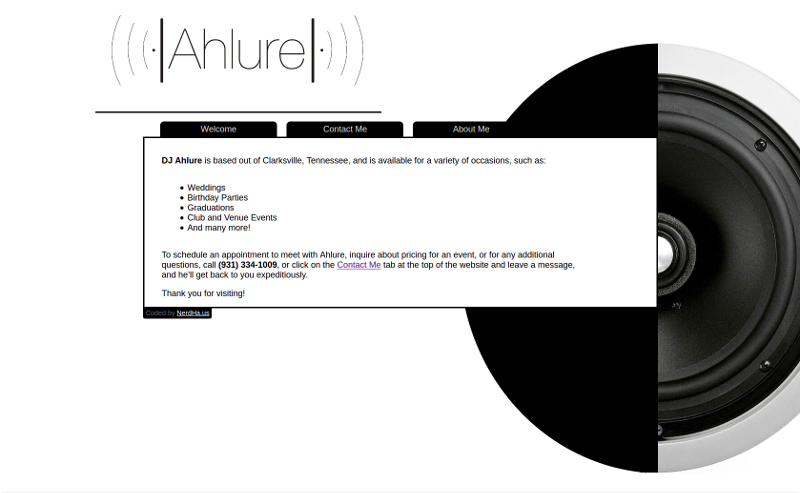 Ahlure
Welcome
Contact Me
About Me
DJ Ahlure is based out of Clarksville, Tennessee, and is available for a variety of occasions, such as:
Weddings
Birthday Parties
Graduations
Club and Venue Events
And many more!
To schedule an appointment to meet with Ahlure, inquire about pricing for an event, or for any additional
questions, call (931) 334-1009, or click on the Contact Me tab at the top of the website and leave a message,
and he'll get back to you expeditiously.
Thank you for visiting!
Coded by NerdHa.us